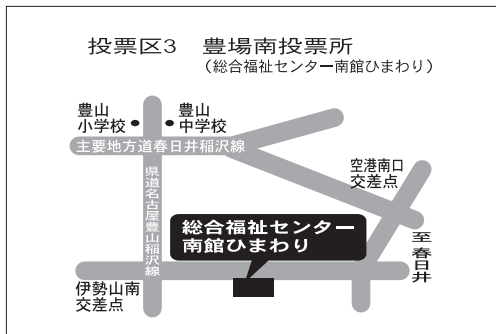 投票区3　豊場南投票所
（総合福祉センター南館ひまわり）
豊山
小学校
豊山
中学校
主要地方道春日井稲沢線
空港南口
交差点
県道名古屋豊山稲沢線
総合福祉センター
南館ひまわり
至 春日井
伊勢山南
交差点